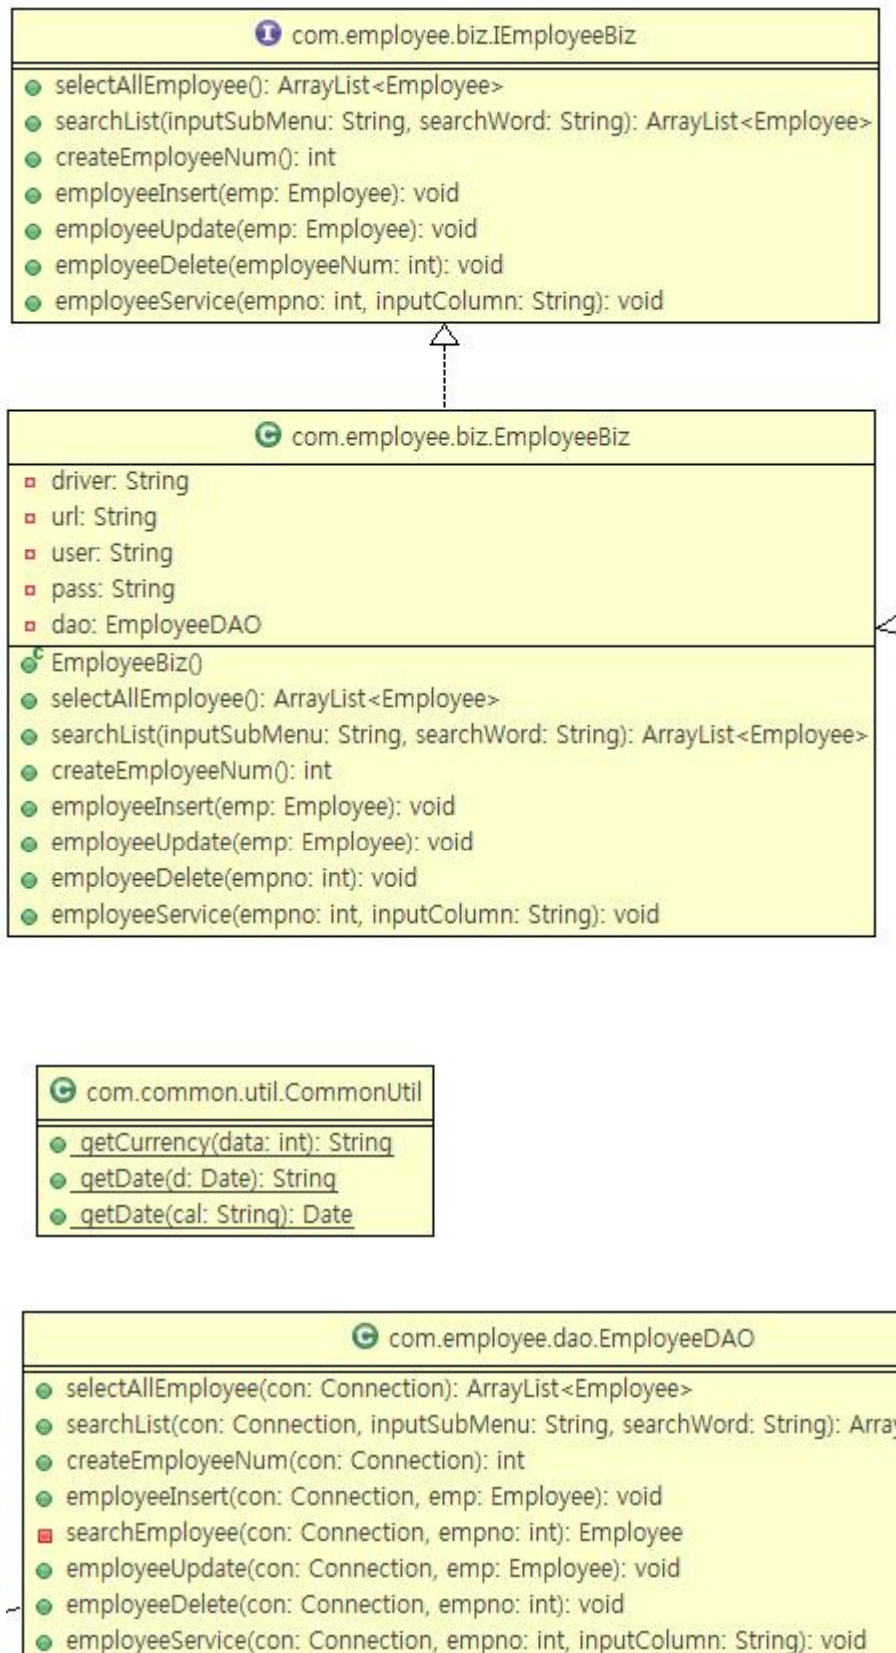 I com.employee.biz.IEmployeeBiz
selectAllEmployee(): ArrayList<Employee>
searchList(inputSubMenu: String, searchWord: String): ArrayList<Employee>
createEmployeeNum(): int
employeeInsert(emp: Employee): void
employeeUpdate(emp: Employee): void
employeeDelete(employeeNum: int): void
employeeService(empno: int, inputColumn: String): void
C com.employee.biz.EmployeeBiz
driver: String
url: String
user: String
pass: String
dao: EmployeeDAO
C EmployeeBiz()
selectAllEmployee(): ArrayList<Employee>
searchList(inputSubMenu: String, searchWord: String): ArrayList<Employee>
createEmployeeNum(): int
employeeInsert(emp: Employee): void
employeeUpdate(emp: Employee): void
employeeDelete(empno: int): void
employeeService(empno: int, inputColumn: String): void
C com.common.util.CommonUtil
getCurrency(data: int): String
getDate(d: Date): String
getDate(cal: String): Date
C com.employee.dao.EmployeeDAO
selectAllEmployee(con: Connection): ArrayList<Employee>
searchList(con: Connection, inputSubMenu: String, searchWord: String): Array
createEmployeeNum(con: Connection): int
employeeInsert(con: Connection, emp: Employee): void
searchEmployee(con: Connection, empno: int): Employee
employeeUpdate(con: Connection, emp: Employee): void
employeeDelete(con: Connection, empno: int): void
employeeService(con: Connection, empno: int, inputColumn: String): void